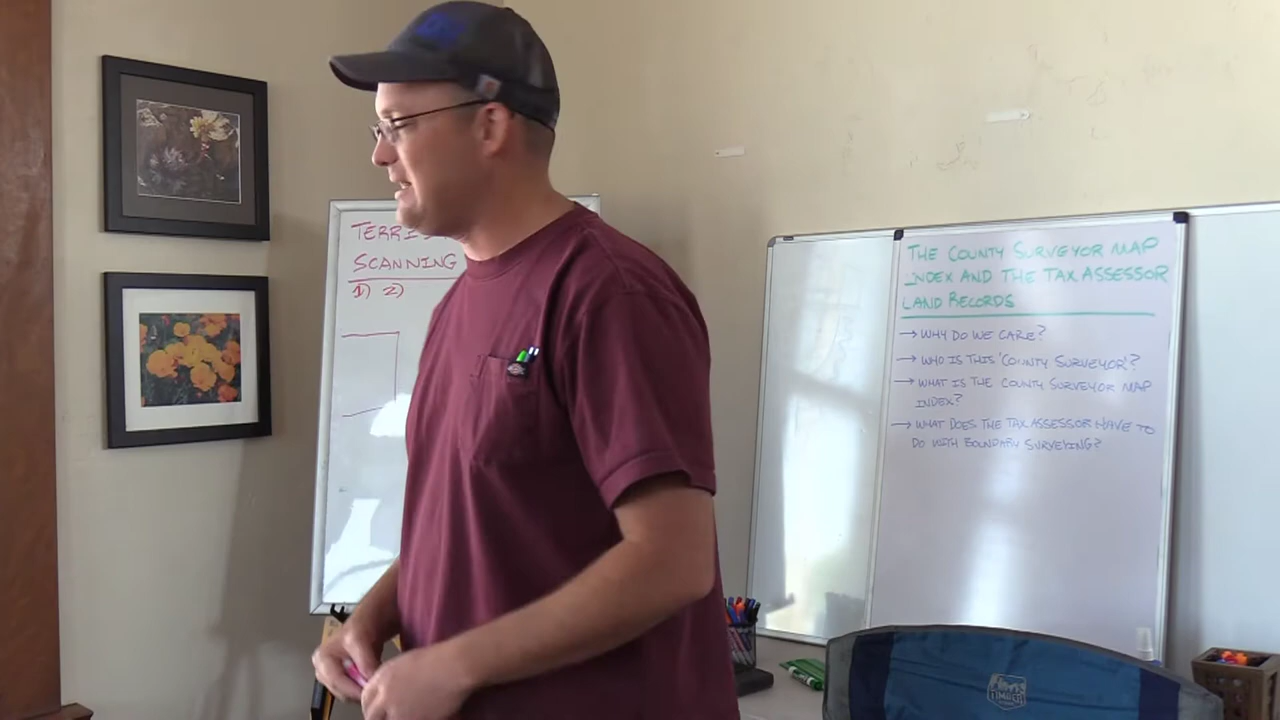 SCANNING
1) 2)
THE COUNTY SURVEYOR MAP
INDEX AND THE TAX ASSESSOR
LAND RECORDS
→ WHY DO WE CARE?
→ WHO IS THIS "COUNTY SURVEYOR"?
→ WHAT IS THE COUNTY SURVEYOR MAP
INDEX?
→ WHAT DOES THE TAX ASSESSOR HAVE TO
DO WITH BOUNDARY SURVEYING?
TIMBER